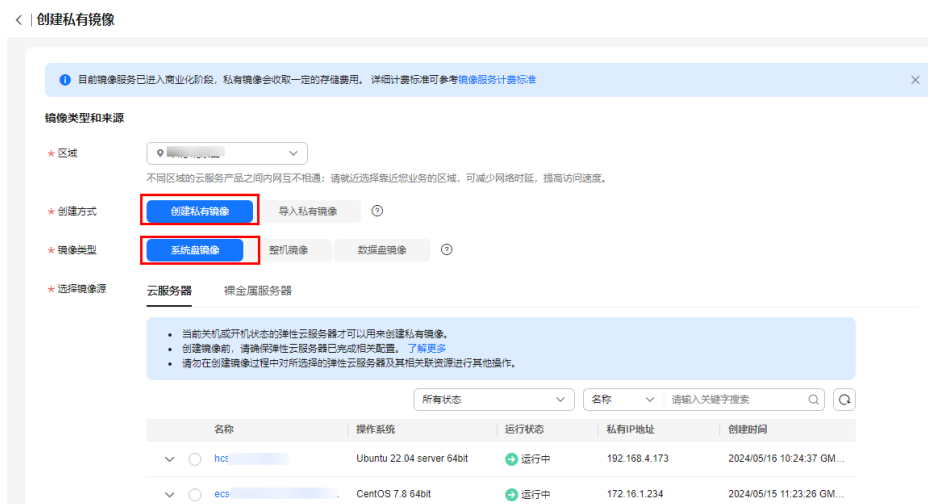 创建私有镜像
目前镜像服务已进入商业化阶段，私有镜像会收取一定的存储费用。 详细计费标准可参考镜像服务计费标准
镜像类型和来源
* 区域
不同区域的云服务产品之间内网互不相通；请就近选择靠近您业务的区域，可减少网络时延，提高访问速度。
* 创建方式 创建私有镜像 导入私有镜像
* 镜像类型 系统盘镜像 整机镜像 数据盘镜像
* 选择镜像源 云服务器 裸金属服务器
• 当前关机或开机状态的弹性云服务器才可以用来创建私有镜像。
• 创建镜像前，请确保弹性云服务器已完成相关配置。 了解更多
• 请勿在创建镜像过程中对所选择的弹性云服务器及其相关联资源进行其他操作。
所有状态 名称 请输入关键字搜索
名称 操作系统 运行状态 私有IP地址 创建时间
hcs Ubuntu 22.04 server 64bit 运行中 192.168.4.173 2024/05/16 10:24:37 GM...
ecs CentOS 7.8 64bit 运行中 172.16.1.234 2024/05/15 11:23:26 GM...